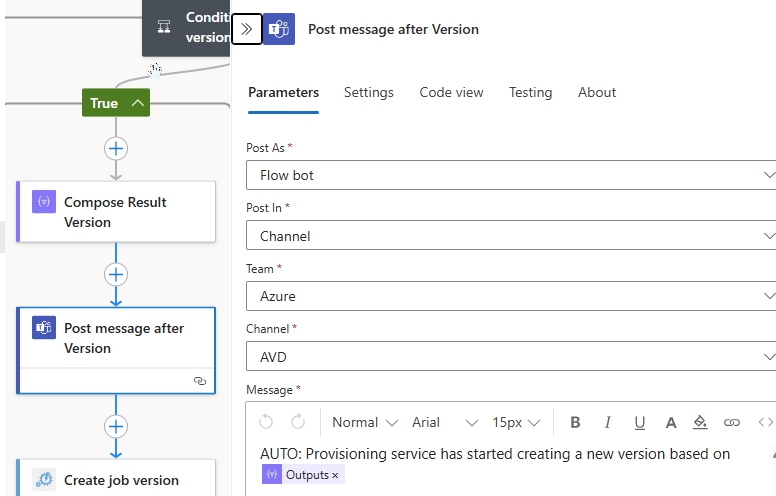 Conditi
version
True
Compose Result
Version
Post message after
Version
Create job version
Post message after Version
Parameters Settings Code view Testing About
Post As *
Flow bot
Post In *
Channel
Team *
Azure
Channel *
AVD
Message *
Normal Arial 15px B I U A
AUTO: Provisioning service has started creating a new version based on
Outputs ×